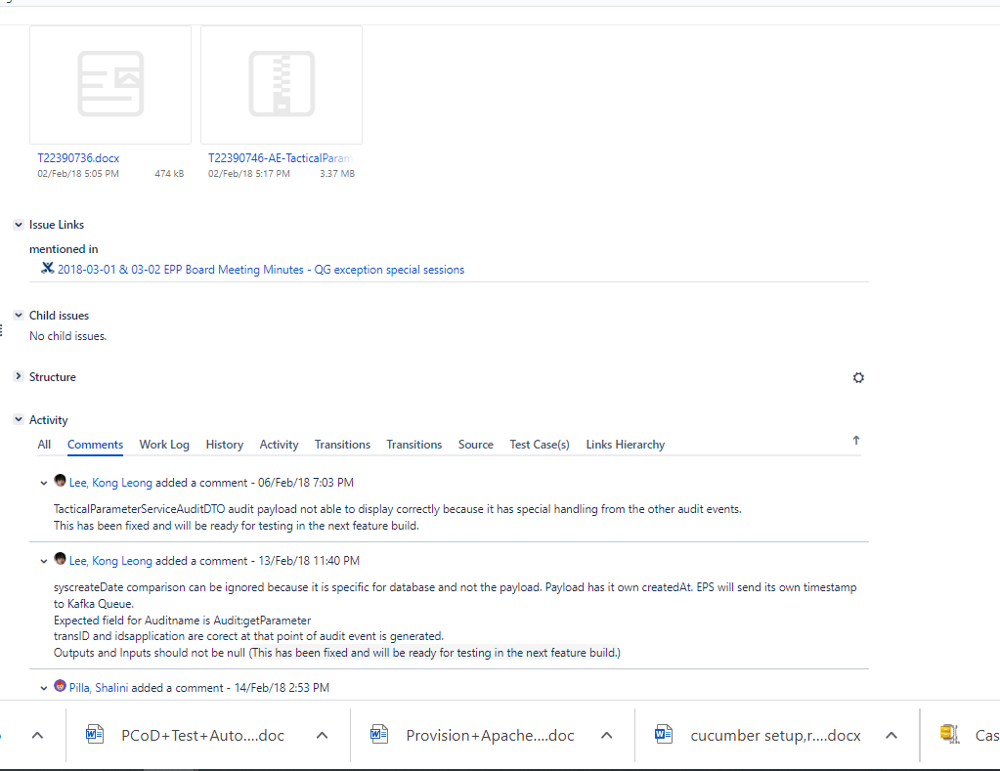 T22390736.docx
02/Feb/18 5:05 PM 474 kB
T22390746-AE-TacticalParam
02/Feb/18 5:17 PM 3.37 MB
Issue Links
mentioned in
2018-03-01 & 03-02 EPP Board Meeting Minutes - QG exception special sessions
Child issues
No child issues.
Structure
Activity
All Comments Work Log History Activity Transitions Transitions Source Test Case(s) Links Hierarchy
Lee, Kong Leong added a comment - 06/Feb/18 7:03 PM
TacticalParameterServiceAuditDTO audit payload not able to display correctly because it has special handling from the other audit events.
This has been fixed and will be ready for testing in the next feature build.
Lee, Kong Leong added a comment - 13/Feb/18 11:40 PM
syscreateDate comparison can be ignored because it is specific for database and not the payload. Payload has it own createdAt. EPS will send its own timestamp
to Kafka Queue.
Expected field for Auditname is Audit:getParameter
transID and idsapplication are corect at that point of audit event is generated.
Outputs and Inputs should not be null (This has been fixed and will be ready for testing in the next feature build.)
Pilla, Shalini added a comment - 14/Feb/18 2:53 PM
PCoD+Test+Auto....doc
Provision+Apache....doc
cucumber setup,r....docx
Cas